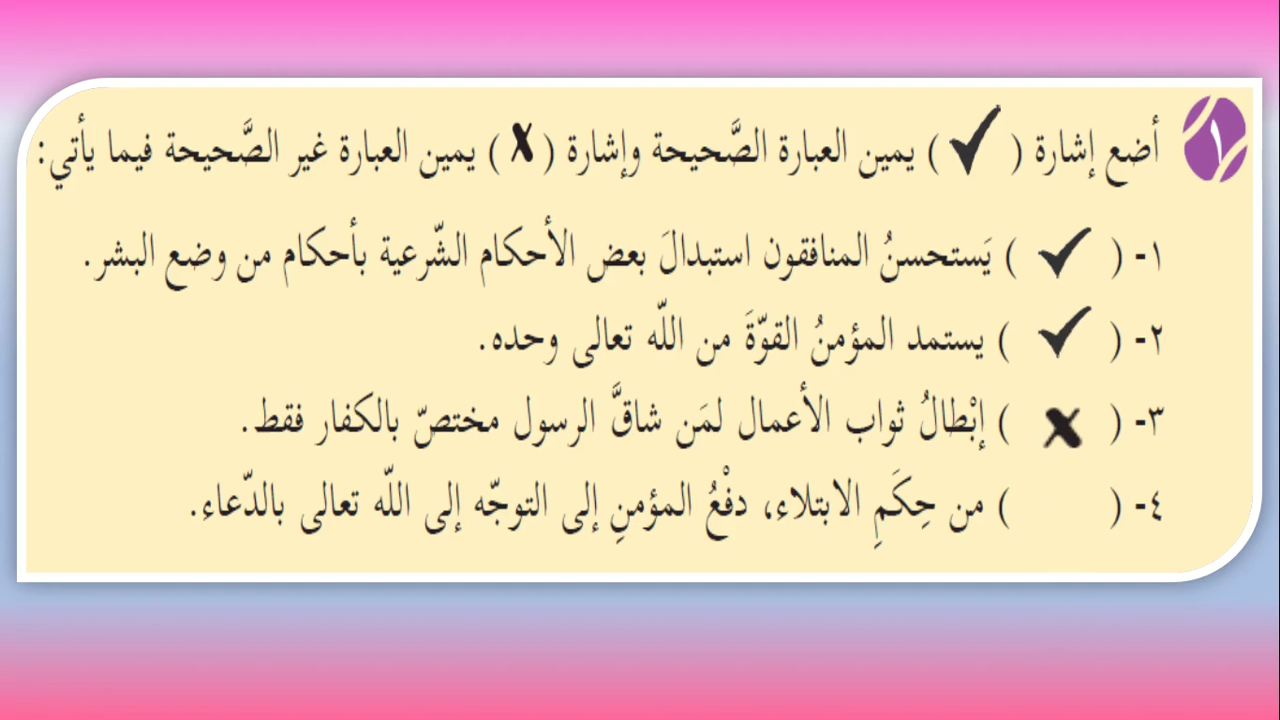 ١ أضع إشارة ( ✓ ) يمين العبارة الصَّحيحة وإشارة ( ✗ ) يمين العبارة غير الصَّحيحة فيما يأتي:
١- ( ✓ ) يَستحسنُ المنافقون استبدالَ بعض الأحكام الشّرعية بأحكام من وضع البشر.
٢- ( ✓ ) يستمد المؤمنُ القوّةَ من اللّه تعالى وحده.
٣- ( ✗ ) إبْطالُ ثواب الأعمال لمَن شاقَّ الرسول مختصّ بالكفار فقط.
٤- ( ) من حِكَمِ الابتلاء، دفْعُ المؤمنِ إلى التوجّه إلى اللّه تعالى بالدّعاء.